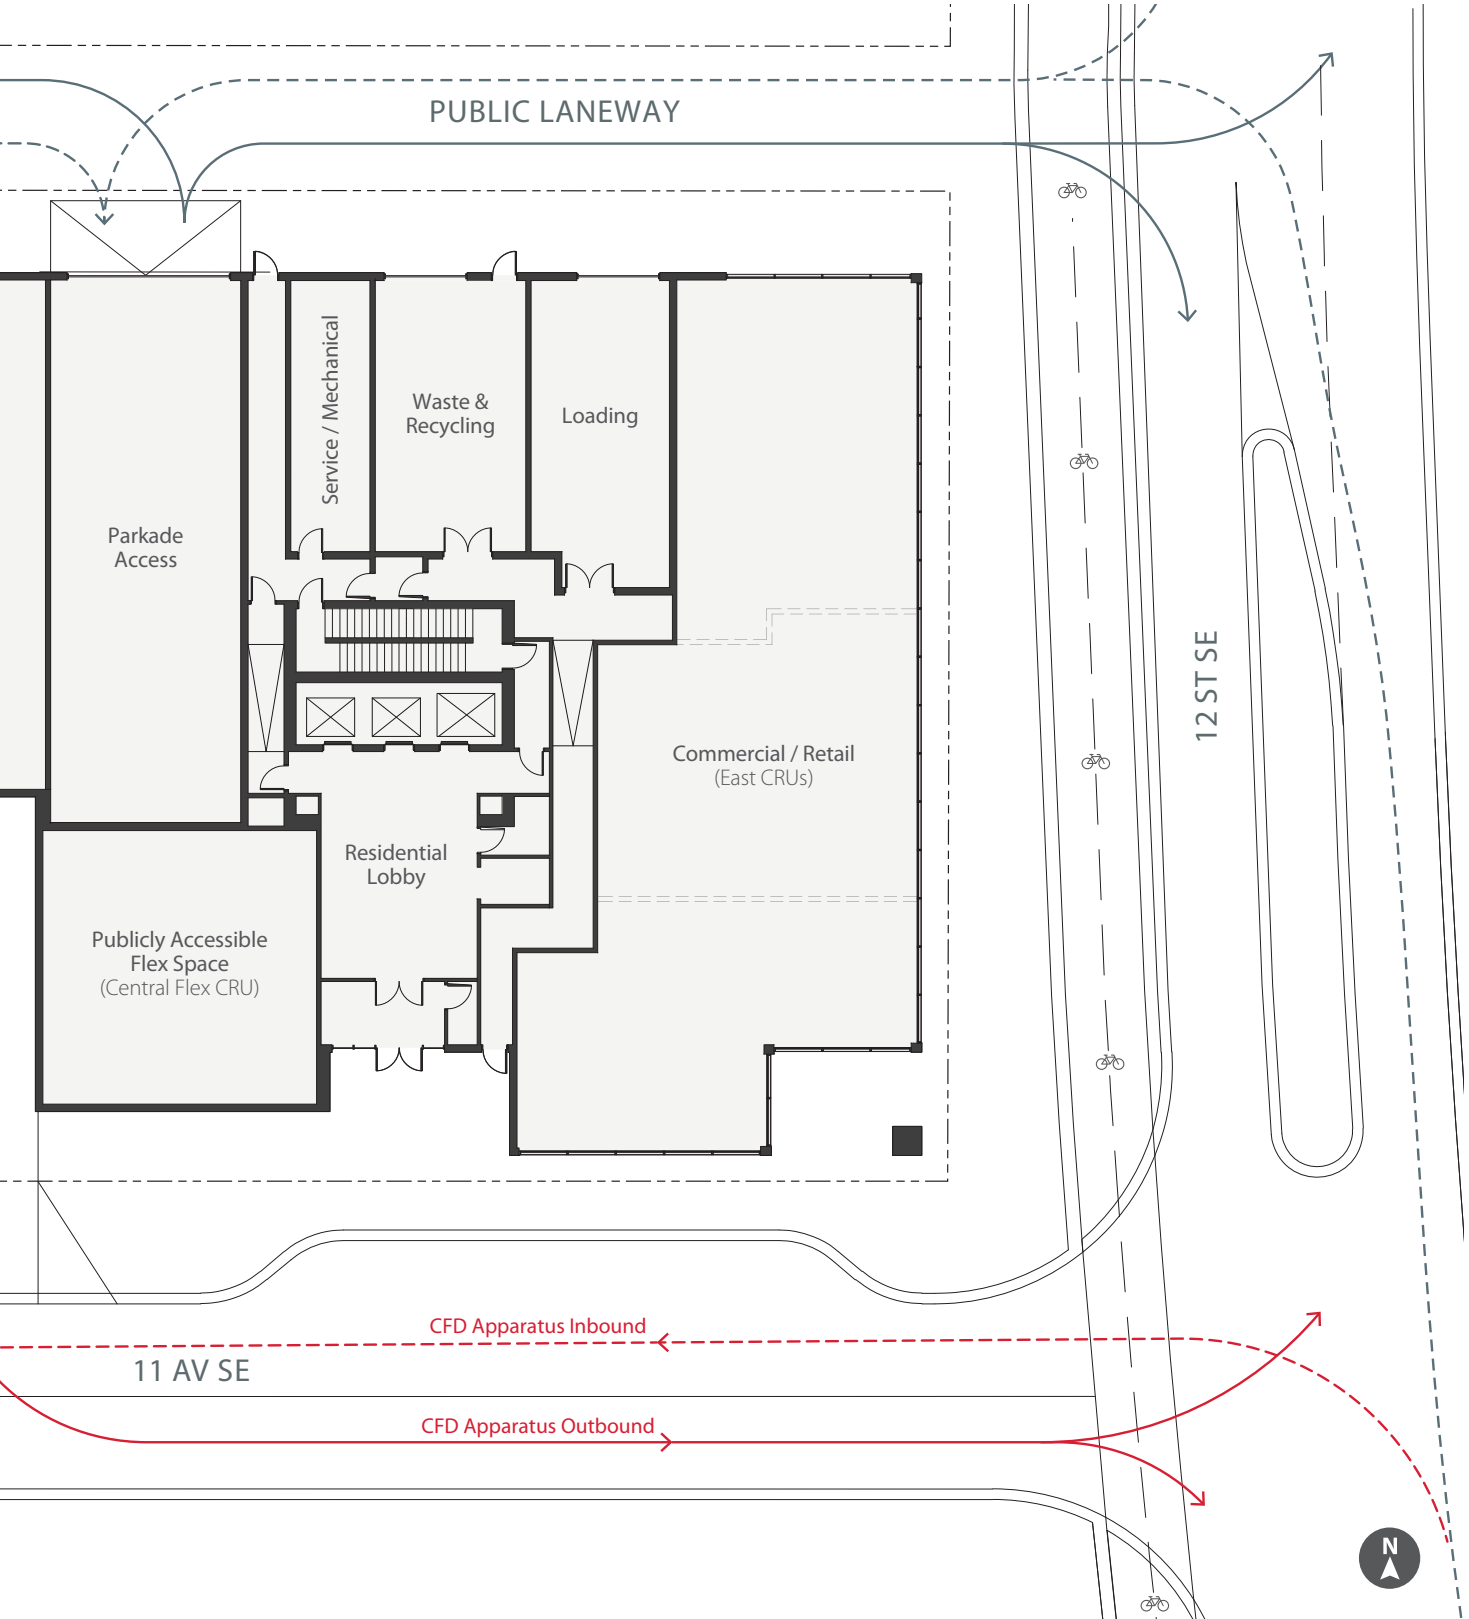 PUBLIC LANEWAY
Service / Mechanical
Waste &
Recycling
Loading
Parkade
Access
12 ST SE
Commercial / Retail
(East CRUs)
Residential
Lobby
Publicly Accessible
Flex Space
(Central Flex CRU)
CFD Apparatus Inbound
11 AV SE
CFD Apparatus Outbound
N